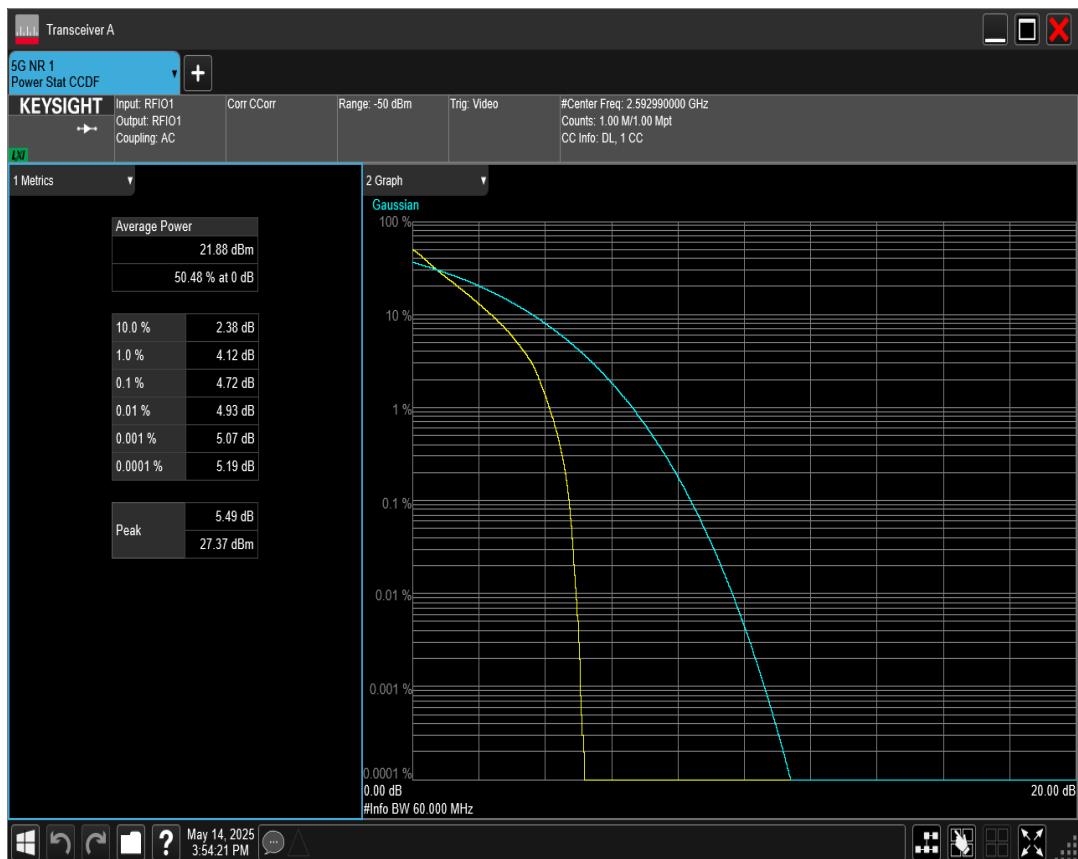 Transceiver A
5G NR 1
Power Stat CCDF
+
KEYSIGHT
LXI
Input: RFIO1
Output: RFIO1
Coupling: AC
Corr CCorr
Range: -50 dBm
Trig: Video
#Center Freq: 2.592990000 GHz
Counts: 1.00 M/1.00 Mpt
CC Info: DL, 1 CC
1 Metrics
Average Power
21.88 dBm
50.48 % at 0 dB
10.0 % 2.38 dB
1.0 % 4.12 dB
0.1 % 4.72 dB
0.01 % 4.93 dB
0.001 % 5.07 dB
0.0001 % 5.19 dB
Peak
5.49 dB
27.37 dBm
2 Graph
Gaussian
100 %
10 %
1 %
0.1 %
0.01 %
0.001 %
0.0001 %
0.00 dB 20.00 dB
#Info BW 60.000 MHz
?
May 14, 2025
3:54:21 PM